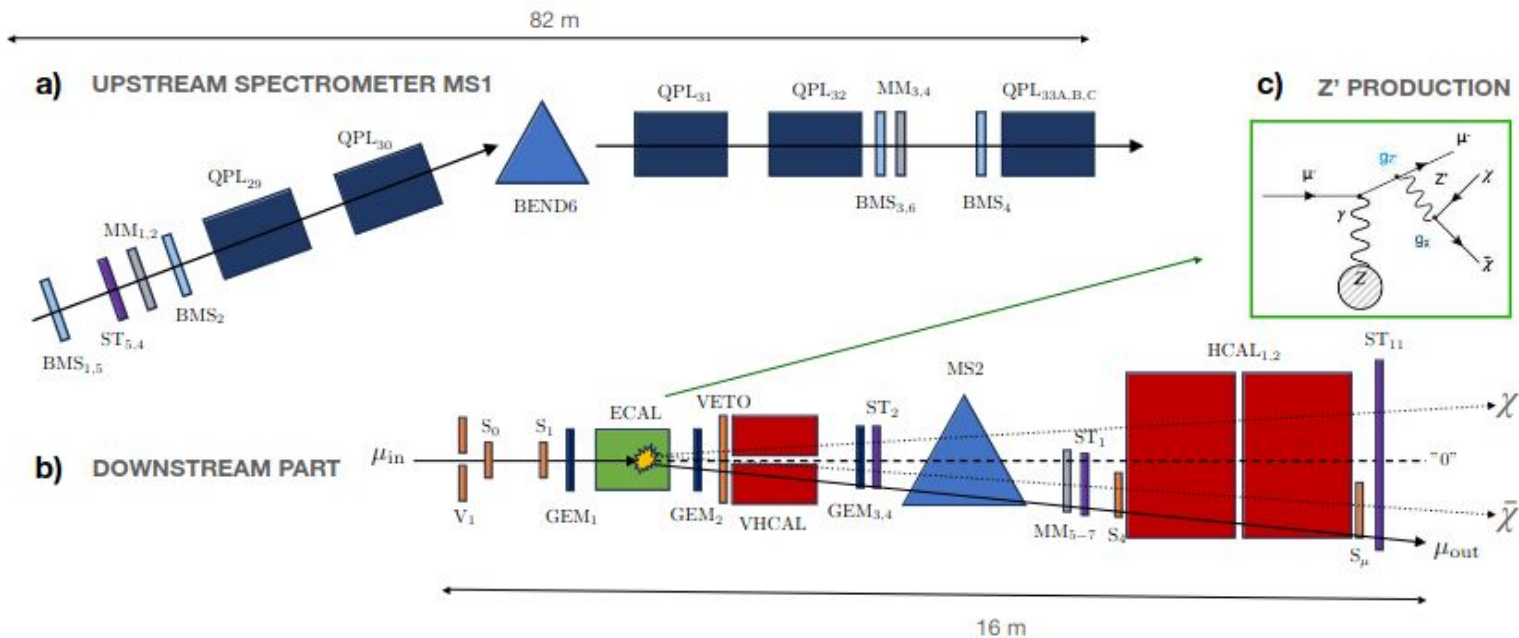 82 m
a) UPSTREAM SPECTROMETER MS1
QPL29
QPL30
BEND6
QPL31
QPL32
MM3,4
QPL33A,B,C
BMS3,6
BMS4
MM1,2
BMS2
ST5,4
BMS1,5
c) Z' PRODUCTION
μ-
gZ'
μ-
Z'
χ
γ
gχ
χ̄
Z
b) DOWNSTREAM PART
μin
V1
S0
S1
GEM1
ECAL
GEM2
VETO
VHCAL
GEM3,4
ST2
MS2
MM5−7
ST1
S4
HCAL1,2
Sμ
ST11
χ
"0"
χ̄
μout
16 m